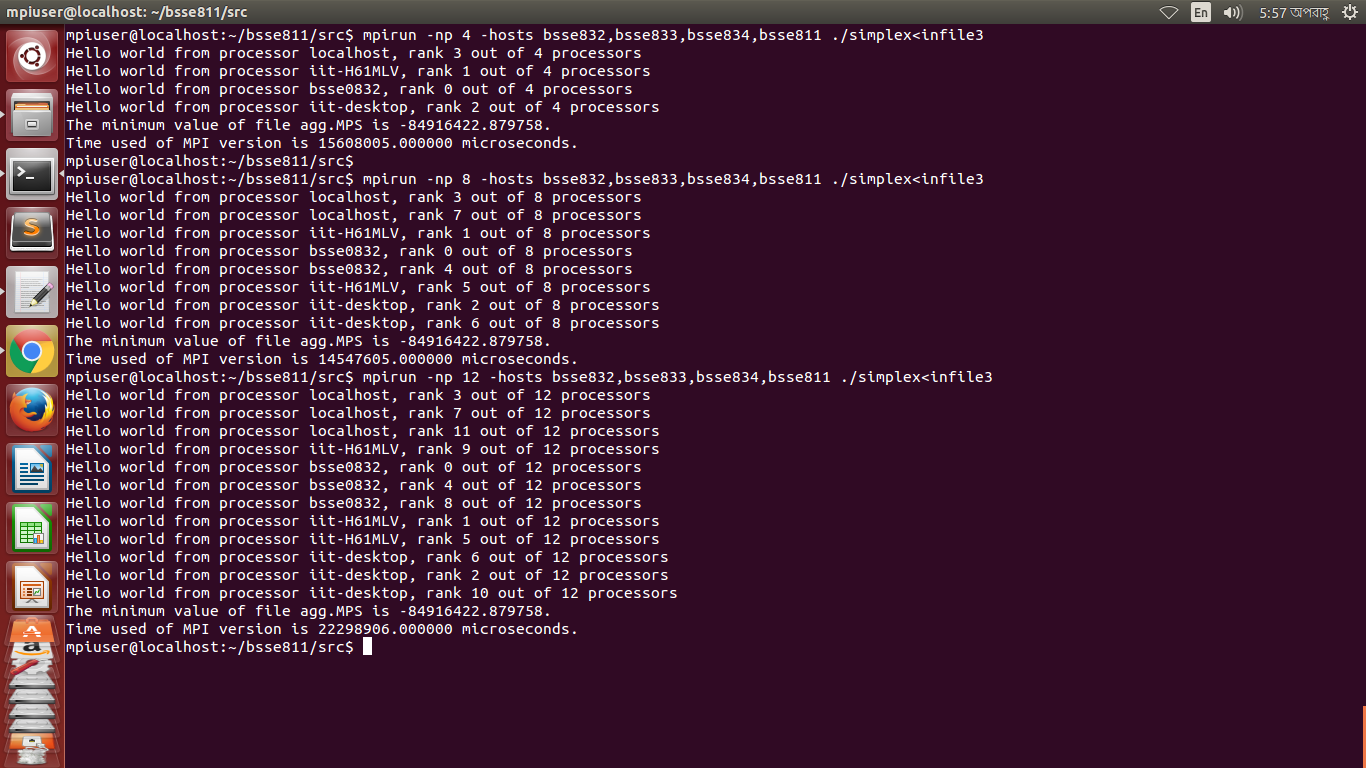 mpiuser@localhost: ~/bsse811/src
En
5:57 অপরাহ্ণ
mpiuser@localhost:~/bsse811/src$ mpirun -np 4 -hosts bsse832,bsse833,bsse834,bsse811 ./simplex<infile3
Hello world from processor localhost, rank 3 out of 4 processors
Hello world from processor iit-H61MLV, rank 1 out of 4 processors
Hello world from processor bsse0832, rank 0 out of 4 processors
Hello world from processor iit-desktop, rank 2 out of 4 processors
The minimum value of file agg.MPS is -84916422.879758.
Time used of MPI version is 15608005.000000 microseconds.
mpiuser@localhost:~/bsse811/src$
mpiuser@localhost:~/bsse811/src$ mpirun -np 8 -hosts bsse832,bsse833,bsse834,bsse811 ./simplex<infile3
Hello world from processor localhost, rank 3 out of 8 processors
Hello world from processor localhost, rank 7 out of 8 processors
Hello world from processor iit-H61MLV, rank 1 out of 8 processors
Hello world from processor bsse0832, rank 0 out of 8 processors
Hello world from processor bsse0832, rank 4 out of 8 processors
Hello world from processor iit-H61MLV, rank 5 out of 8 processors
Hello world from processor iit-desktop, rank 2 out of 8 processors
Hello world from processor iit-desktop, rank 6 out of 8 processors
The minimum value of file agg.MPS is -84916422.879758.
Time used of MPI version is 14547605.000000 microseconds.
mpiuser@localhost:~/bsse811/src$ mpirun -np 12 -hosts bsse832,bsse833,bsse834,bsse811 ./simplex<infile3
Hello world from processor localhost, rank 3 out of 12 processors
Hello world from processor localhost, rank 7 out of 12 processors
Hello world from processor localhost, rank 11 out of 12 processors
Hello world from processor iit-H61MLV, rank 9 out of 12 processors
Hello world from processor bsse0832, rank 0 out of 12 processors
Hello world from processor bsse0832, rank 4 out of 12 processors
Hello world from processor bsse0832, rank 8 out of 12 processors
Hello world from processor iit-H61MLV, rank 1 out of 12 processors
Hello world from processor iit-H61MLV, rank 5 out of 12 processors
Hello world from processor iit-desktop, rank 6 out of 12 processors
Hello world from processor iit-desktop, rank 2 out of 12 processors
Hello world from processor iit-desktop, rank 10 out of 12 processors
The minimum value of file agg.MPS is -84916422.879758.
Time used of MPI version is 22298906.000000 microseconds.
mpiuser@localhost:~/bsse811/src$